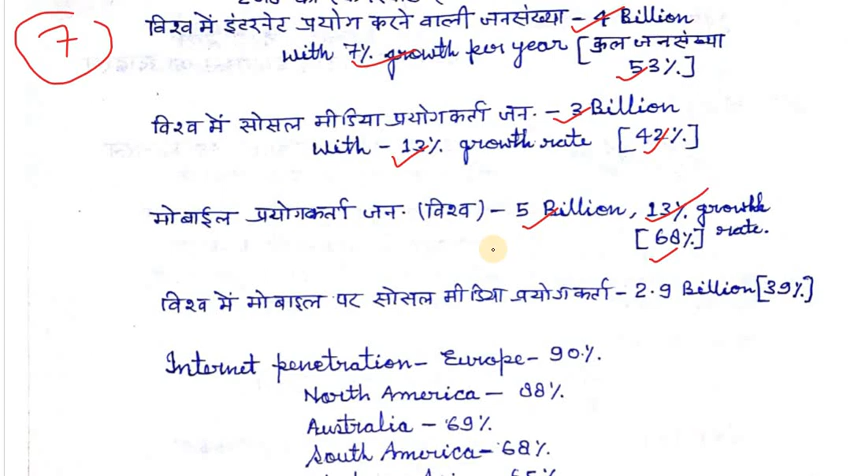 7
विश्व में इंटरनेट प्रयोग करने वाली जनसंख्या - 4 Billion
with 7% growth per year [कुल जनसंख्या
53%]
विश्व में सोसल मीडिया प्रयोगकर्ता जन. - 3 Billion
with - 13% growth rate [42%]
मोबाईल प्रयोगकर्ता जन. (विश्व) - 5 Billion, 13% growth
[68%] rate.
विश्व में मोबाइल पर सोसल मीडिया प्रयोगकर्ता - 2.9 Billion [39%]
Internet penetration - Europe - 90%.
North America - 88%.
Australia - 69%
South America - 68%.